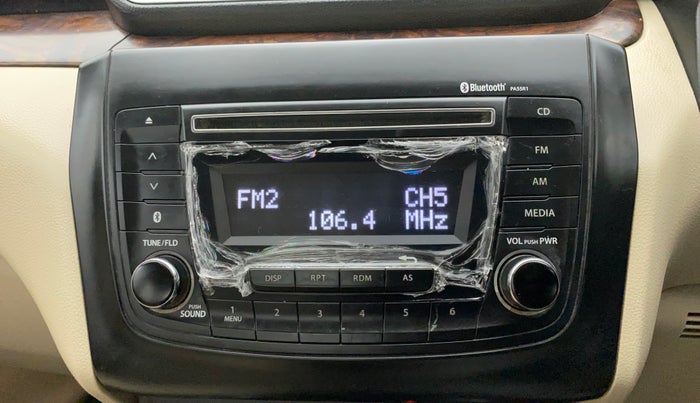 Bluetooth® PA55R1
CD
FM
AM
MEDIA
FM2 CH5
106.4 MHz
TUNE/FLD
VOL PUSH PWR
DISP RPT RDM AS
PUSH
SOUND
1 2 3 4 5 6
MENU